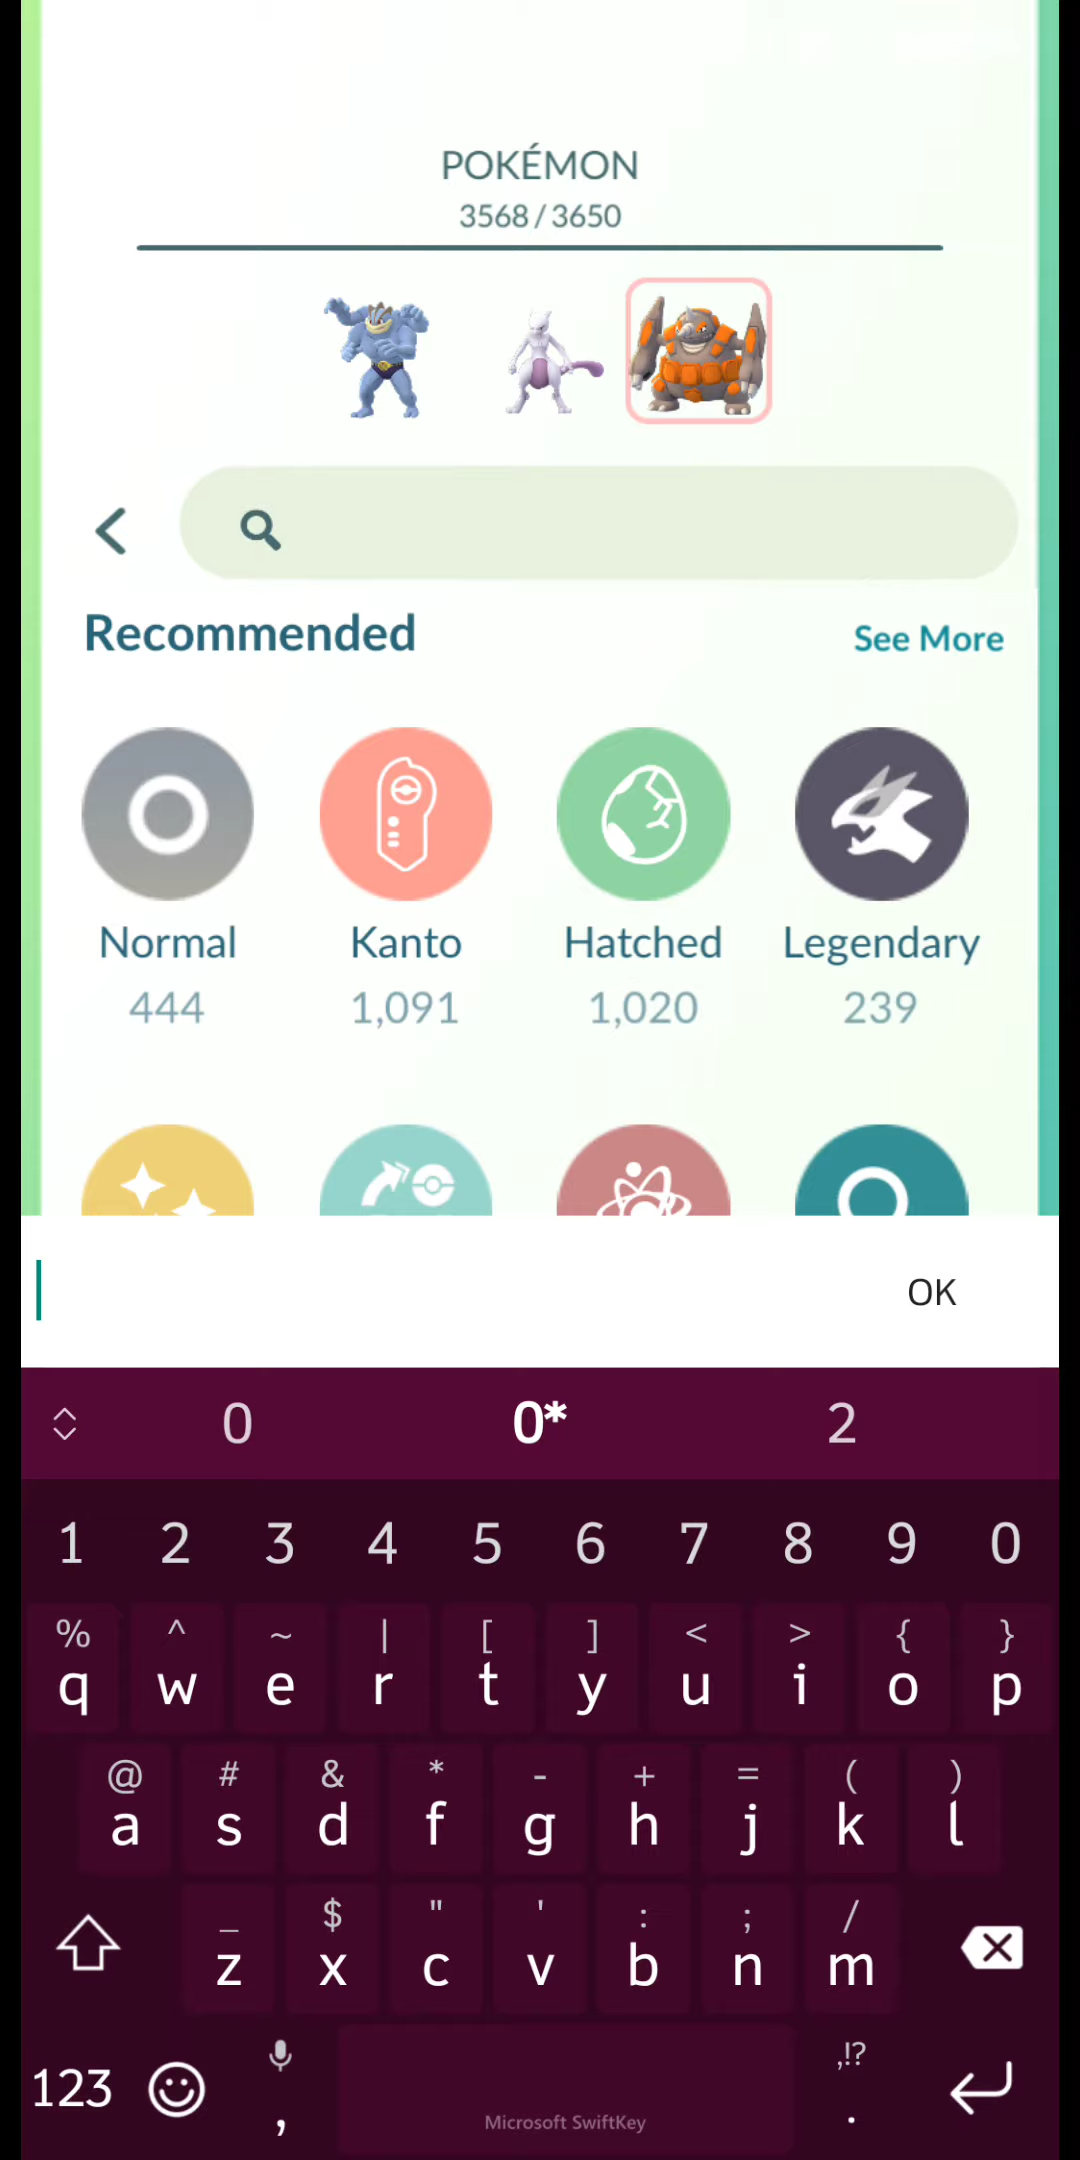 POKÉMON
3568 / 3650
Recommended
See More
Normal Kanto Hatched Legendary
444 1,091 1,020 239
OK
0 0* 2
1 2 3 4 5 6 7 8 9 0
% ^ ~ | [ ] < > { }
q w e r t y u i o p
@ # & * - + = ( )
a s d f g h j k l
_ $ " ' : ; /
z x c v b n m
,!?
123 , .
Microsoft SwiftKey